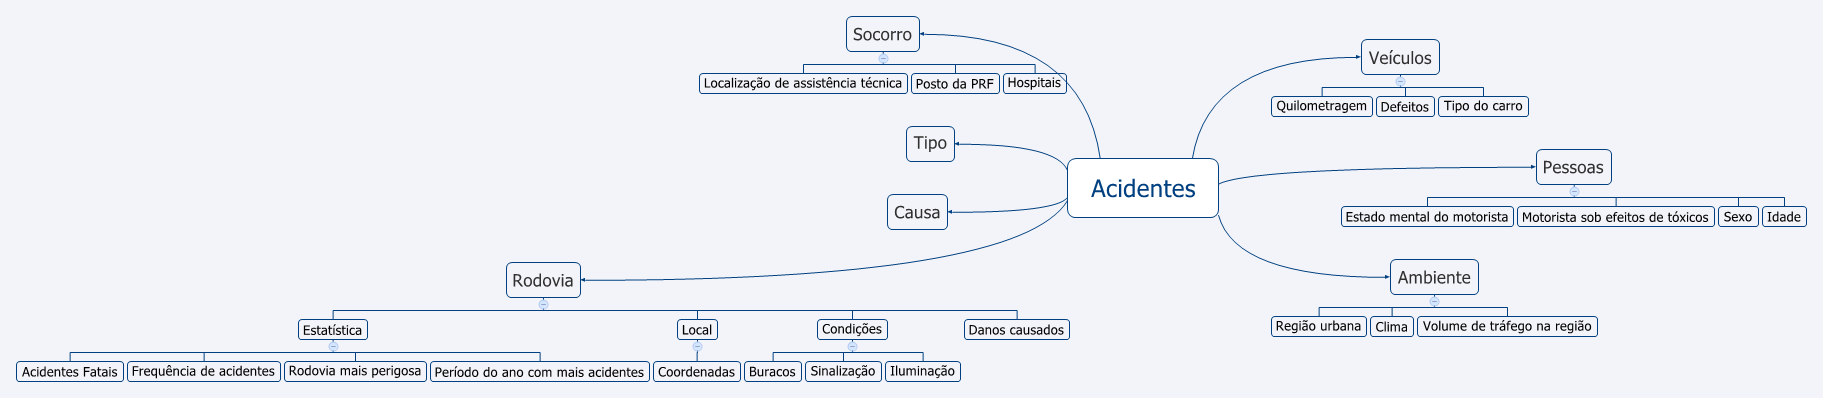 Socorro
Localização de assistência técnica
Posto da PRF
Hospitais
Tipo
Causa
Rodovia
Estatística
Local
Condições
Danos causados
Acidentes Fatais
Frequência de acidentes
Rodovia mais perigosa
Período do ano com mais acidentes
Coordenadas
Buracos
Sinalização
Iluminação
Acidentes
Veículos
Quilometragem
Defeitos
Tipo do carro
Pessoas
Estado mental do motorista
Motorista sob efeitos de tóxicos
Sexo
Idade
Ambiente
Região urbana
Clima
Volume de tráfego na região